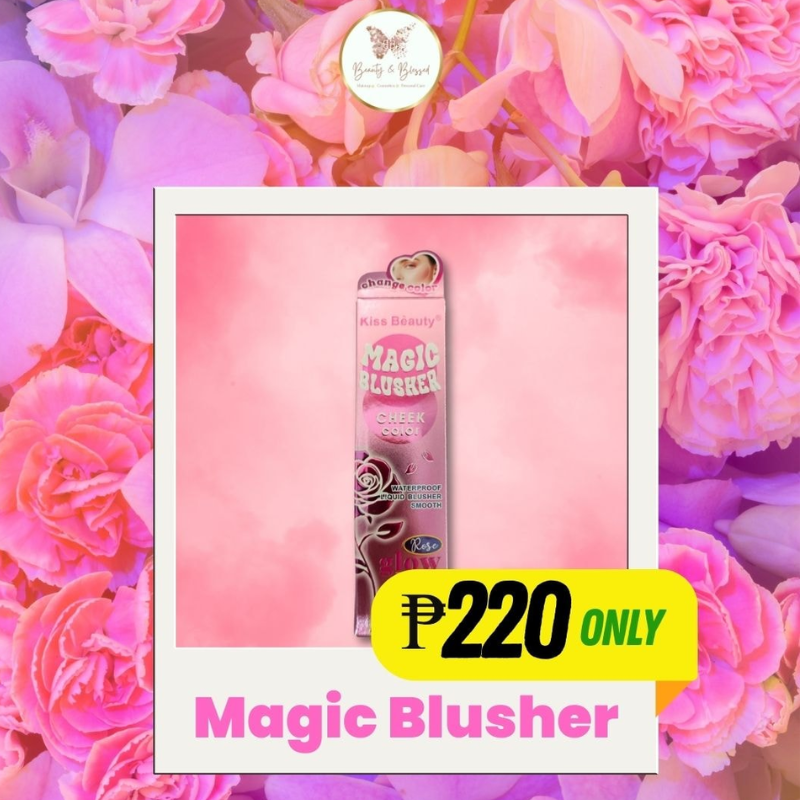 Beauty & Blessed
change color
Kiss Beauty®
MAGIC
BLUSHER
CHEEK
COLOR
WATERPROOF
LIQUID BLUSHER
SMOOTH
Rose
glow
₱220 ONLY
Magic Blusher